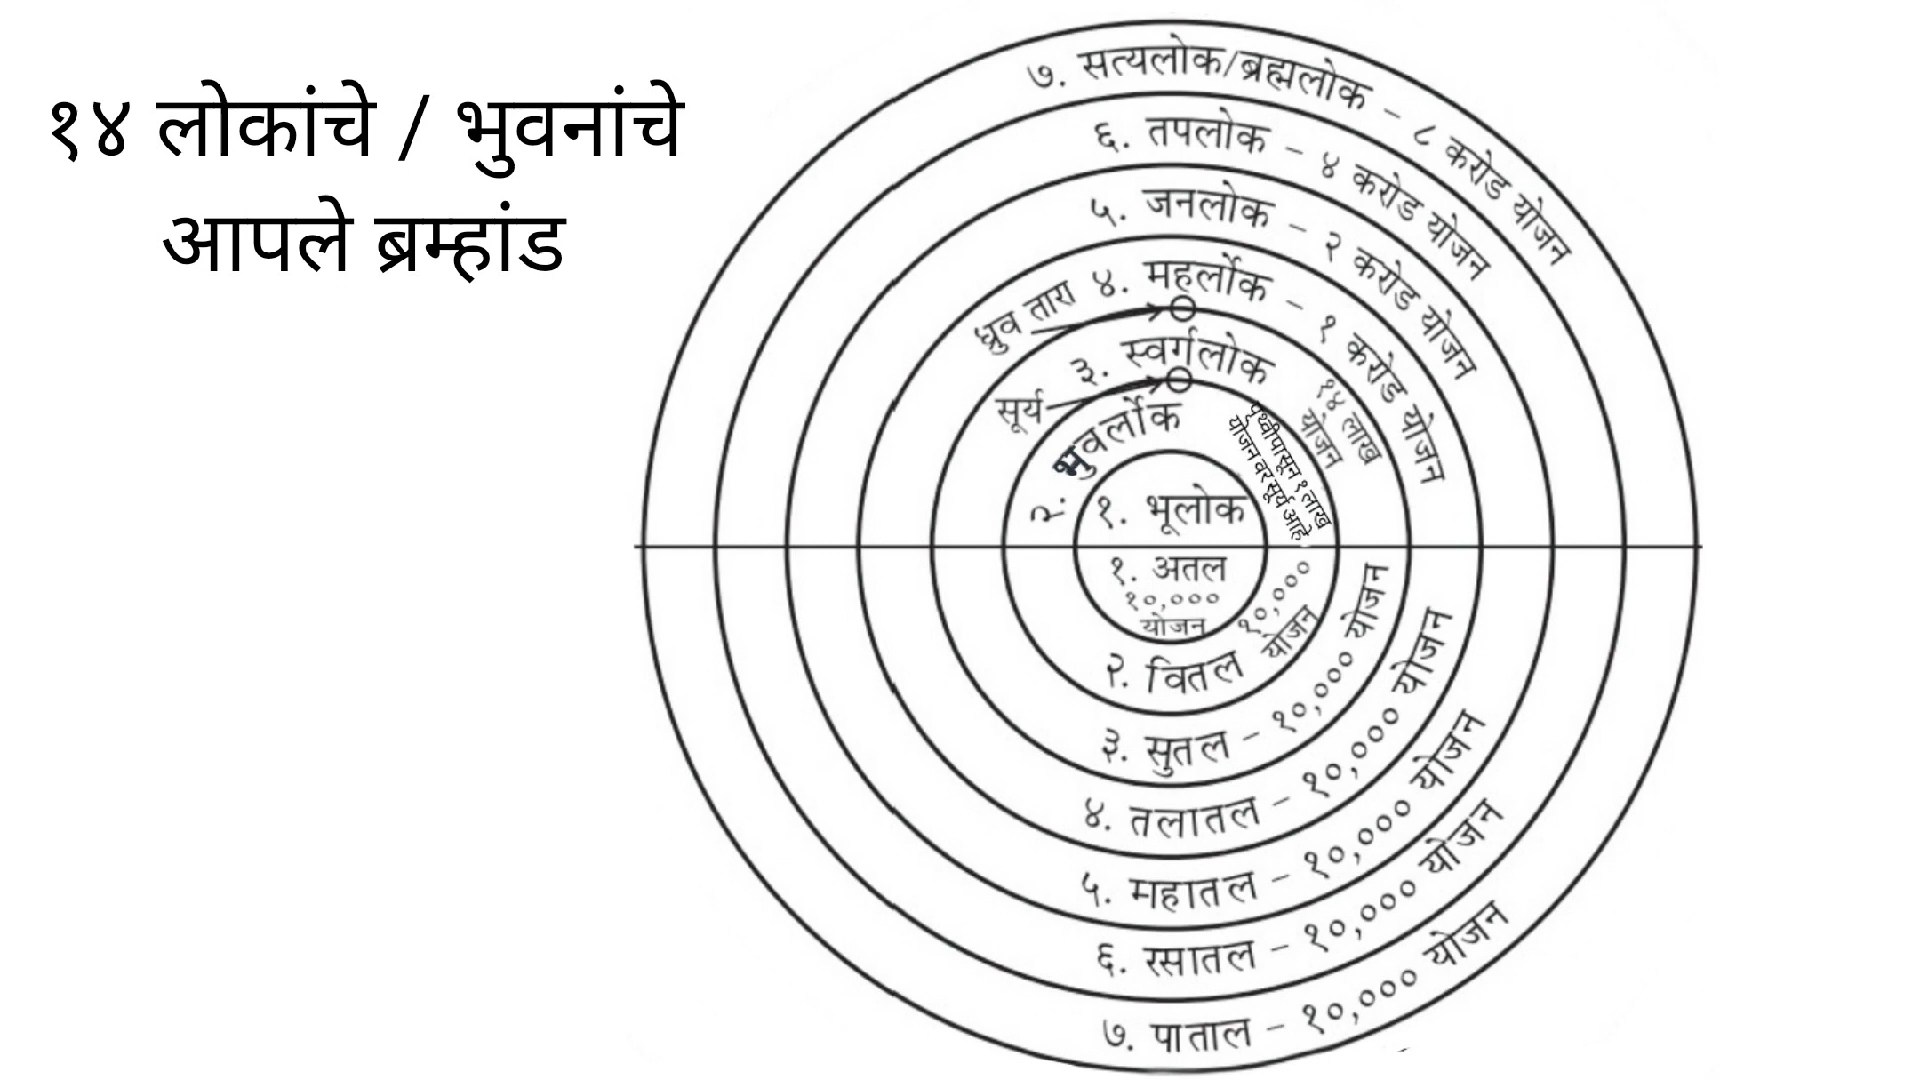 १४ लोकांचे / भुवनांचे
आपले ब्रम्हांड
७. सत्यलोक/ब्रह्मलोक – ८ करोड योजन
६. तपलोक – ४ करोड योजन
५. जनलोक – २ करोड योजन
४. महर्लोक – १ करोड योजन
ध्रुव तारा
३. स्वर्गलोक
१४ लाख
योजन
सूर्य
२. भुवर्लोक
पृथ्वीपासून १ लाख
योजन वर सूर्य आहे
१. भूलोक
१. अतल
१०,०००
योजन
२. वितल
१०,०००
योजन
३. सुतल – १०,००० योजन
४. तलातल – १०,००० योजन
५. महातल – १०,००० योजन
६. रसातल – १०,००० योजन
७. पाताल – १०,००० योजन